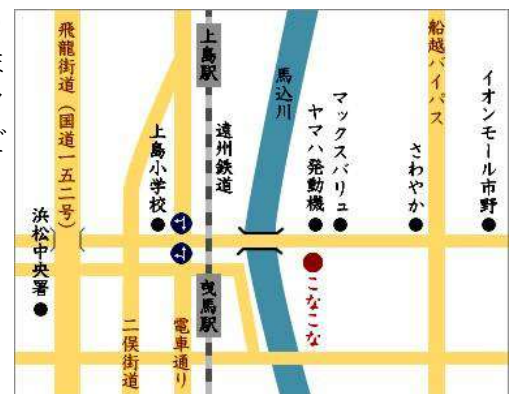 飛龍街道（国道一五二号）
上島駅
馬込川
船越バイパス
イオンモール市野
マックスバリュ
ヤマハ発動機
さわやか
遠州鉄道
上島小学校
浜松中央署
こなこな
曳馬駅
二俣街道
電車通り